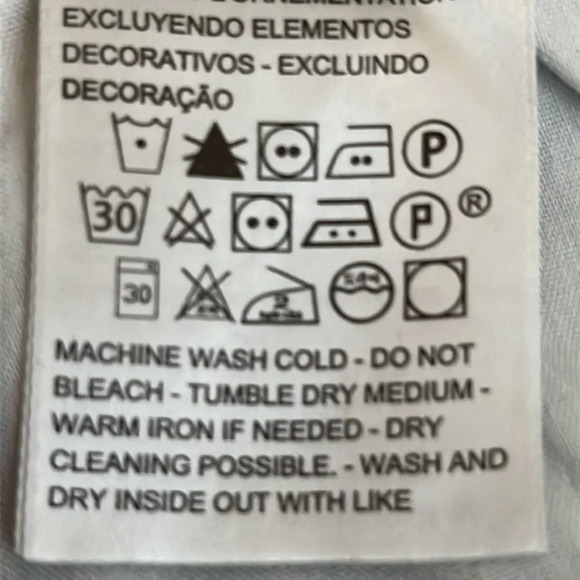 EXCLUYENDO ELEMENTOS
DECORATIVOS - EXCLUINDO
DECORAÇÃO
P
30 P ®
30 2
MACHINE WASH COLD - DO NOT
BLEACH - TUMBLE DRY MEDIUM -
WARM IRON IF NEEDED - DRY
CLEANING POSSIBLE. - WASH AND
DRY INSIDE OUT WITH LIKE